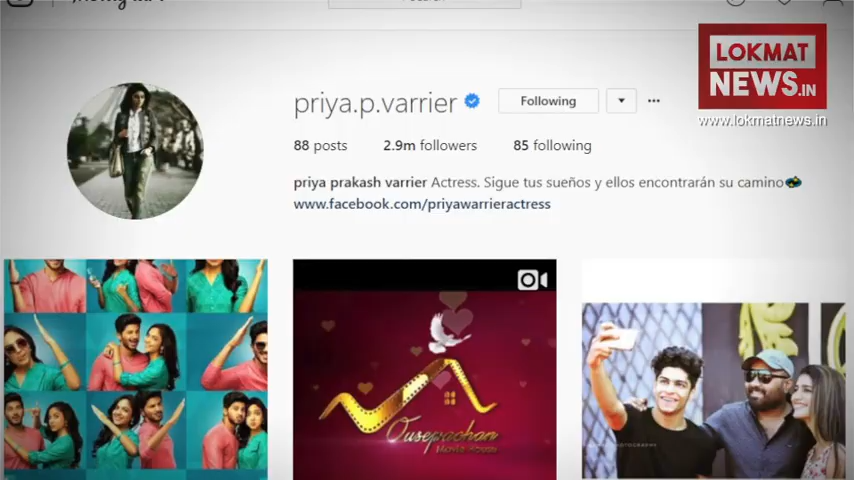 LOKMAT
NEWS.IN
www.lokmatnews.in
priya.p.varrier
Following
88 posts 2.9m followers 85 following
priya prakash varrier Actress. Sigue tus sueños y ellos encontrarán su camino
www.facebook.com/priyawarrieractress
Ousepachan
Movie House